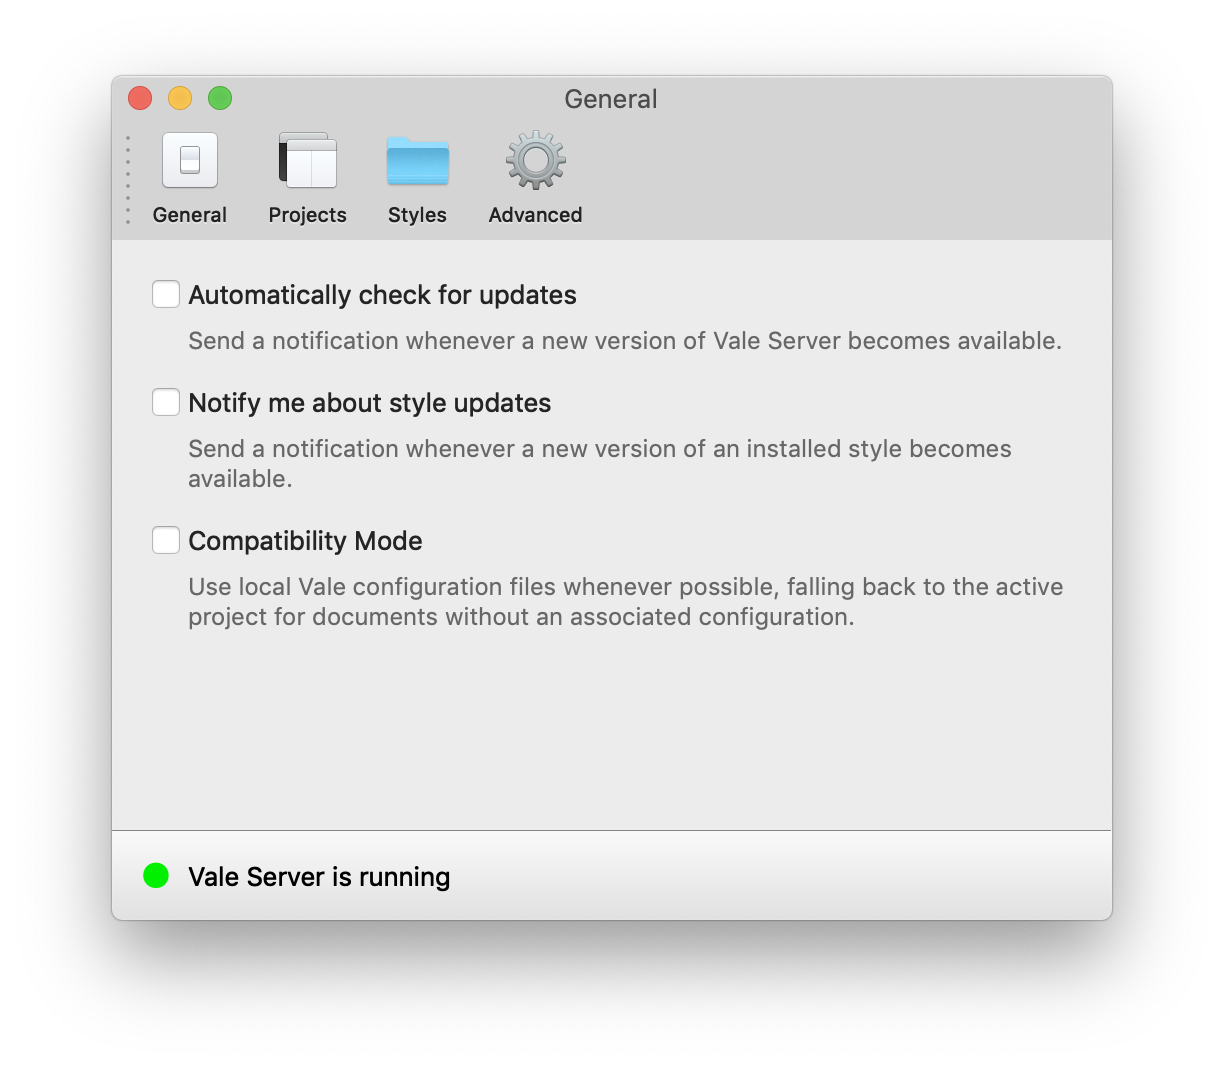 General
General Projects Styles Advanced
Automatically check for updates
Send a notification whenever a new version of Vale Server becomes available.
Notify me about style updates
Send a notification whenever a new version of an installed style becomes
available.
Compatibility Mode
Use local Vale configuration files whenever possible, falling back to the active
project for documents without an associated configuration.
Vale Server is running